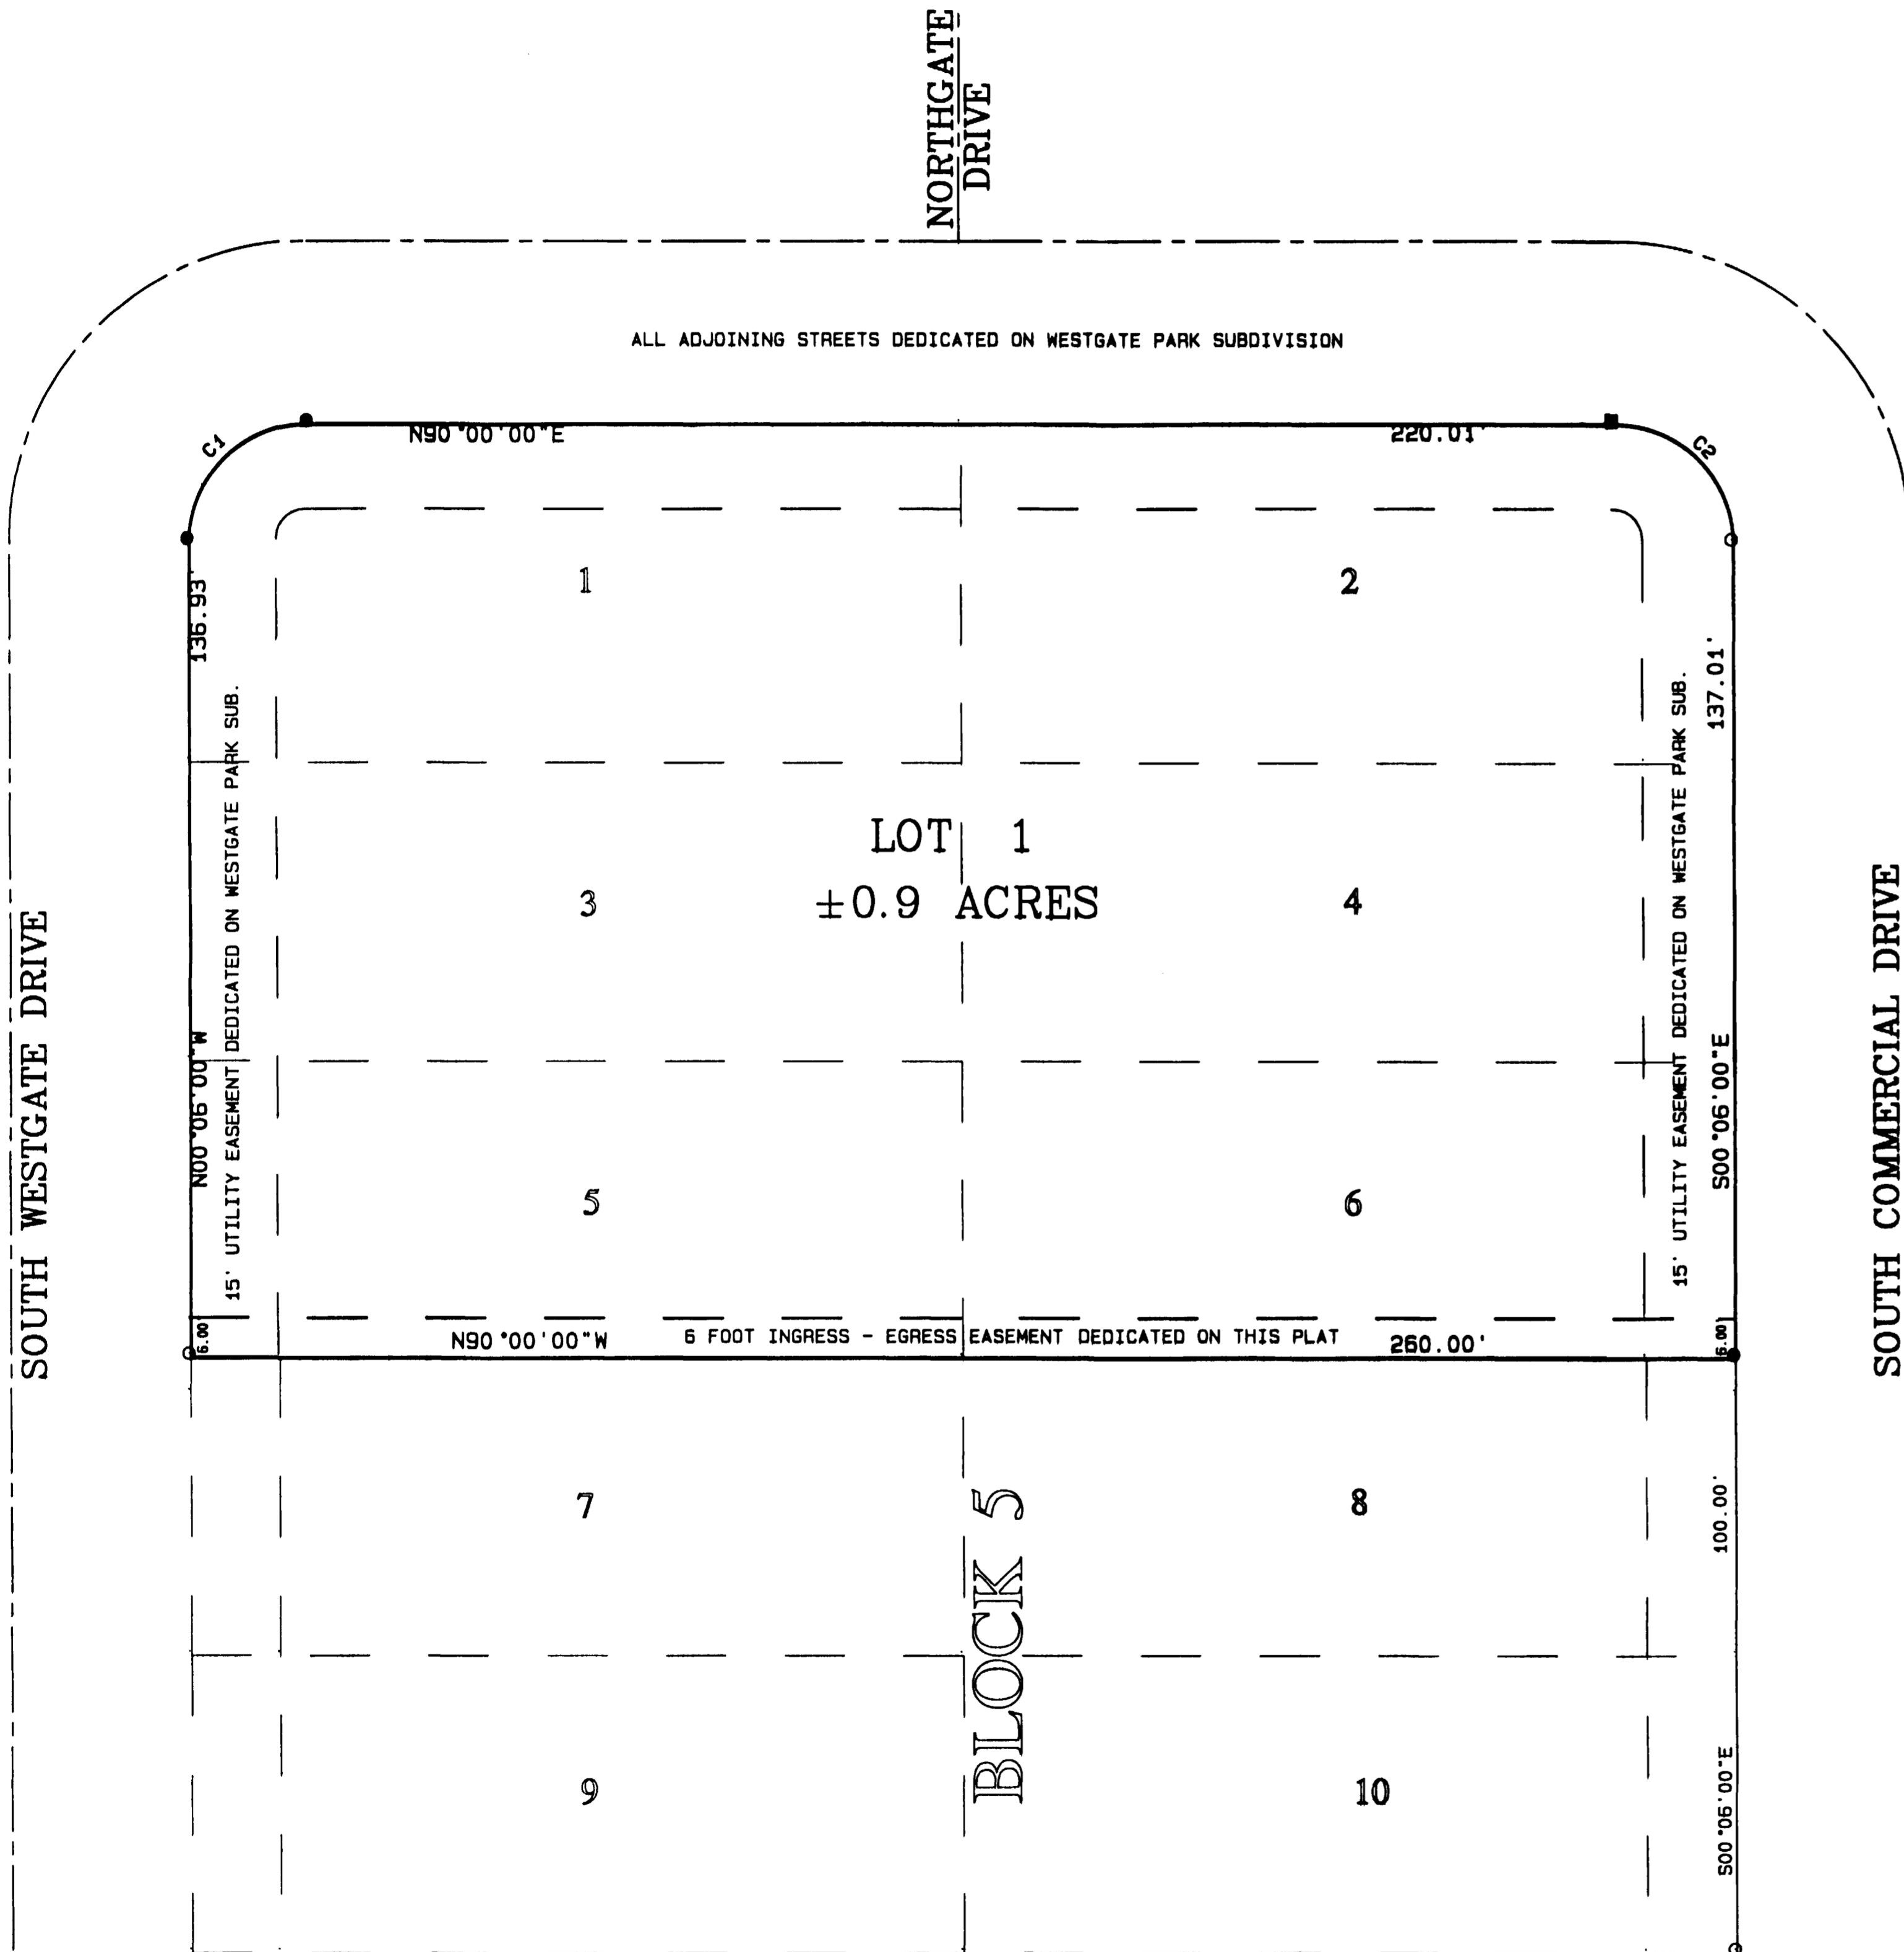 NORTHGATE
DRIVE
ALL ADJOINING STREETS DEDICATED ON WESTGATE PARK SUBDIVISION
C1
N90°00'00"E
220.01'
C2
136.93'
1
2
137.01'
15' UTILITY EASEMENT DEDICATED ON WESTGATE PARK SUB.
15' UTILITY EASEMENT DEDICATED ON WESTGATE PARK SUB.
LOT 1
±0.9 ACRES
3
4
SOUTH WESTGATE DRIVE
SOUTH COMMERCIAL DRIVE
N00°06'00"W
S00°06'00"E
5
6
6.00'
N90°00'00"W
6 FOOT INGRESS - EGRESS EASEMENT DEDICATED ON THIS PLAT
260.00'
6.00'
7
8
100.00'
BLOCK 5
9
10
S00°06'00"E